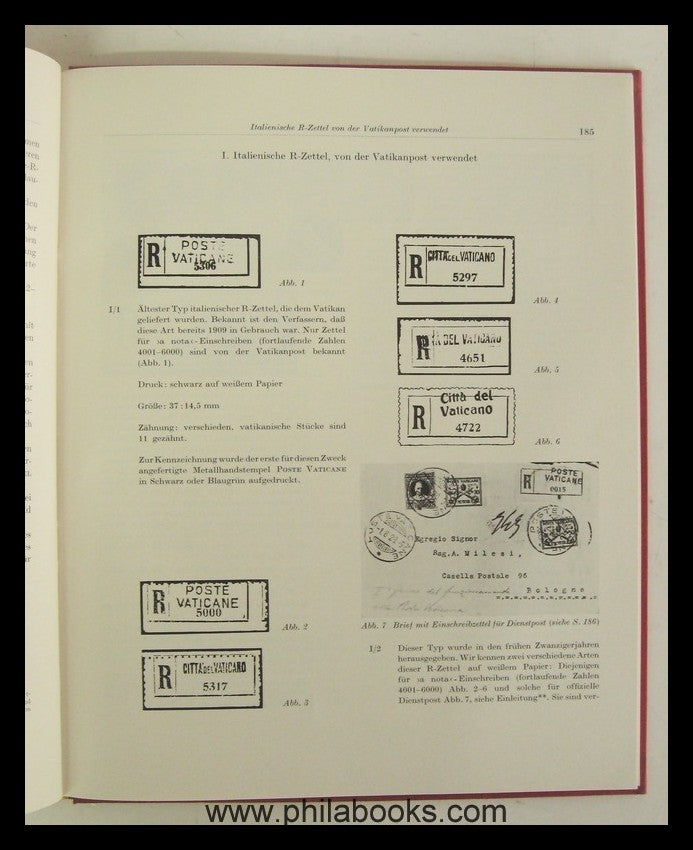 Italienische R-Zettel von der Vatikanpost verwendet
185
I. Italienische R-Zettel, von der Vatikanpost verwendet
R
POSTE
VATICANE
5306
Abb. 1
I/1 Ältester Typ italienischer R-Zettel, die dem Vatikan
geliefert wurden. Bekannt ist den Verfassern, daß
diese Art bereits 1909 in Gebrauch war. Nur Zettel
für ›a nota‹-Einschreiben (fortlaufende Zahlen
4001–6000) sind von der Vatikanpost bekannt
(Abb. 1).
Druck: schwarz auf weißem Papier
Größe: 37 : 14,5 mm
Zähnung: verschieden, vatikanische Stücke sind
11 gezähnt.
Zur Kennzeichnung wurde der erste für diesen Zweck
angefertigte Metallhandstempel POSTE VATICANE
in Schwarz oder Blaugrün aufgedruckt.
R
POSTE
VATICANE
5000
Abb. 2
R
CITTÀ DEL VATICANO
5317
Abb. 3
R
CITTÀ DEL VATICANO
5297
Abb. 4
R
DEL VATICANO
4651
Abb. 5
R
Città del
Vaticano
4722
Abb. 6
R
POSTE
VATICANE
0015
Egregio Signor
Rag. A. Milesi,
Casella Postale 96
Bologna
Abb. 7 Brief mit Einschreibzettel für Dienstpost (siehe S. 186)
I/2 Dieser Typ wurde in den frühen Zwanzigerjahren
herausgegeben. Wir kennen zwei verschiedene Arten
dieser R-Zettel auf weißem Papier: Diejenigen
für ›a nota‹-Einschreiben (fortlaufende Zahlen
4001–6000) Abb. 2–6 und solche für offizielle
Dienstpost Abb. 7, siehe Einleitung**. Sie sind ver-
www.philabooks.com